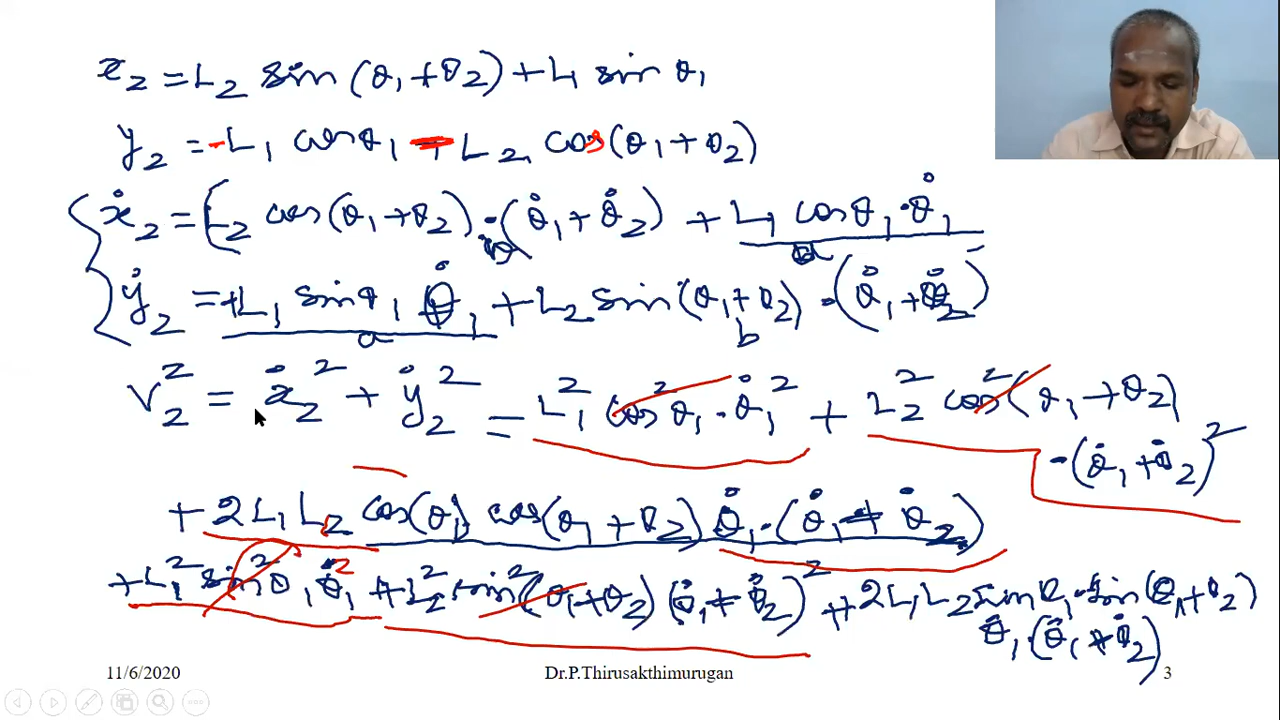 x₂ = L₂ sin (θ₁ + θ₂) + L₁ sin θ₁
y₂ = -L₁ cos θ₁ - L₂ cos (θ₁ + θ₂)
ẋ₂ = L₂ cos (θ₁ + θ₂) · (θ̇₁ + θ̇₂) + L₁ cos θ₁ · θ̇₁
b a
ẏ₂ = +L₁ sin θ₁ θ̇₁ + L₂ sin (θ₁ + θ₂) · (θ̇₁ + θ̇₂)
a b
V₂² = ẋ₂² + ẏ₂² = L₁² cos² θ₁ · θ̇₁² + L₂² cos² (θ₁ + θ₂)
· (θ̇₁ + θ̇₂)²
+ 2L₁ L₂ cos(θ₁) cos (θ₁ + θ₂) θ̇₁ · (θ̇₁ + θ̇₂)
+ L₁² sin² θ₁ θ̇₁² + L₂² sin² (θ₁ + θ₂) (θ̇₁ + θ̇₂)² + 2L₁ L₂ sin θ₁ · sin (θ₁ + θ₂)
θ̇₁ · (θ̇₁ + θ̇₂)
11/6/2020 Dr.P.Thirusakthimurugan 3